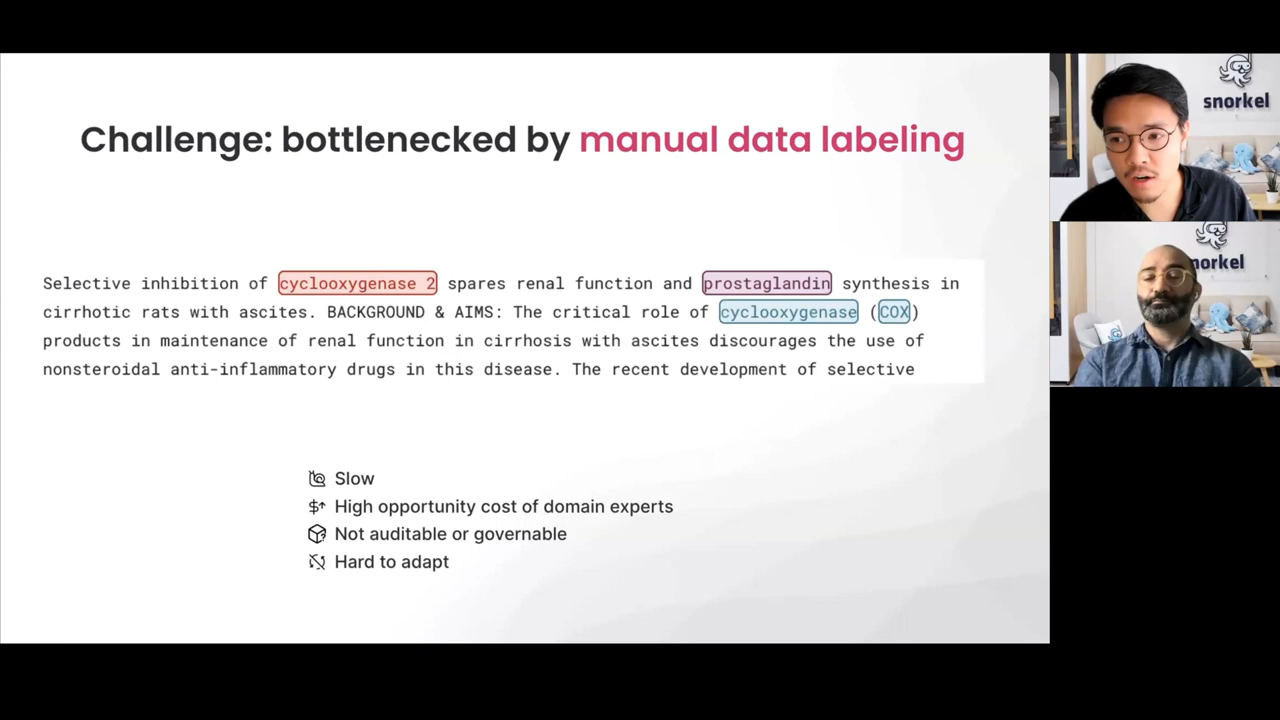 Challenge: bottlenecked by manual data labeling
Selective inhibition of cyclooxygenase 2 spares renal function and prostaglandin synthesis in
cirrhotic rats with ascites. BACKGROUND & AIMS: The critical role of cyclooxygenase (COX)
products in maintenance of renal function in cirrhosis with ascites discourages the use of
nonsteroidal anti-inflammatory drugs in this disease. The recent development of selective
Slow
High opportunity cost of domain experts
Not auditable or governable
Hard to adapt
snorkel
norkel